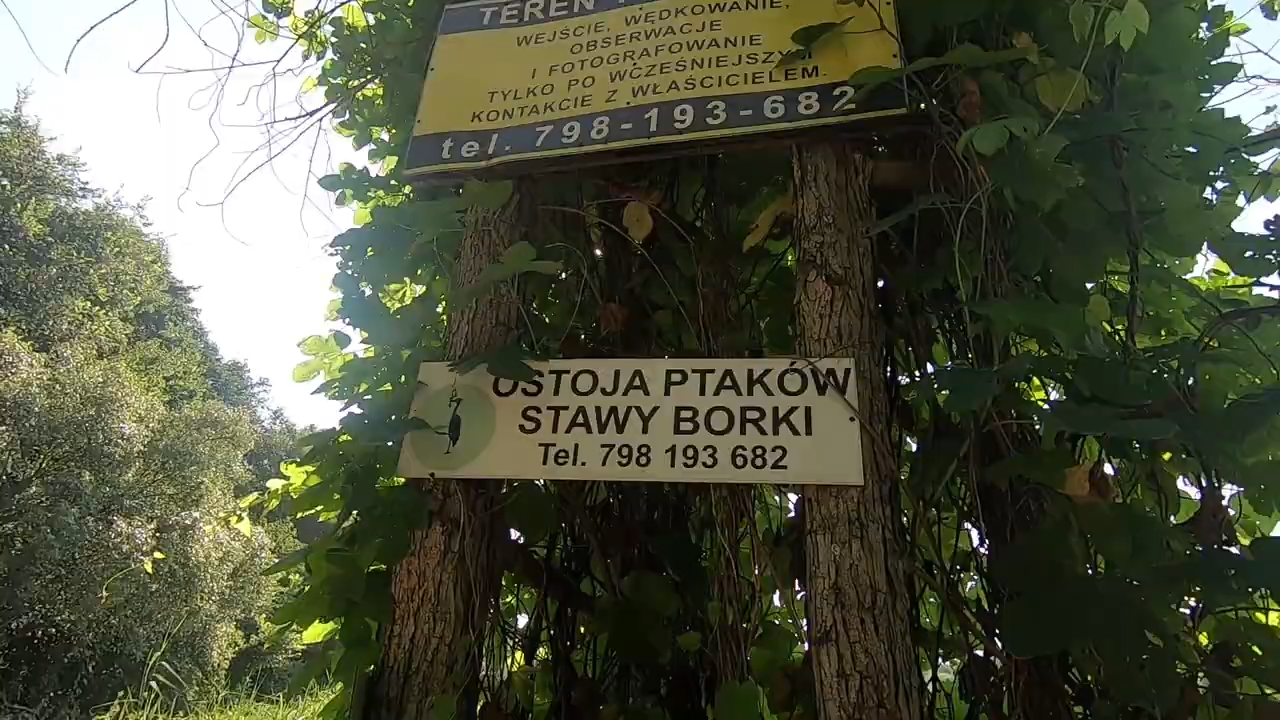 TEREN
WEJŚCIE, WĘDKOWANIE,
OBSERWACJE
I FOTOGRAFOWANIE
TYLKO PO WCZEŚNIEJSZYM
KONTAKCIE Z WŁAŚCICIELEM.
tel. 798-193-682
OSTOJA PTAKÓW
STAWY BORKI
Tel. 798 193 682